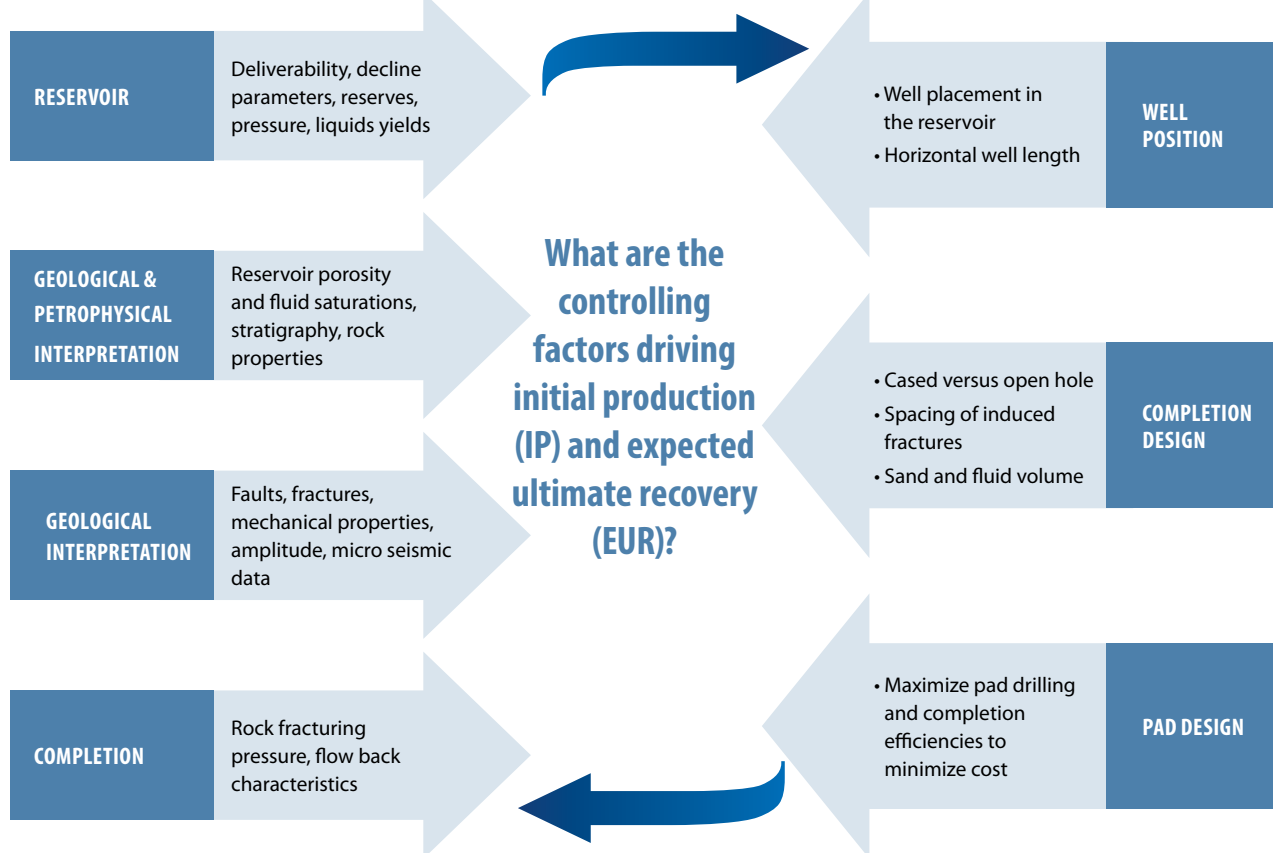 RESERVOIR
Deliverability, decline
parameters, reserves,
pressure, liquids yields
GEOLOGICAL &
PETROPHYSICAL
INTERPRETATION
Reservoir porosity
and fluid saturations,
stratigraphy, rock
properties
GEOLOGICAL
INTERPRETATION
Faults, fractures,
mechanical properties,
amplitude, micro seismic
data
COMPLETION
Rock fracturing
pressure, flow back
characteristics
What are the
controlling
factors driving
initial production
(IP) and expected
ultimate recovery
(EUR)?
• Well placement in
the reservoir
• Horizontal well length
WELL
POSITION
• Cased versus open hole
• Spacing of induced
fractures
• Sand and fluid volume
COMPLETION
DESIGN
• Maximize pad drilling
and completion
efficiencies to
minimize cost
PAD DESIGN